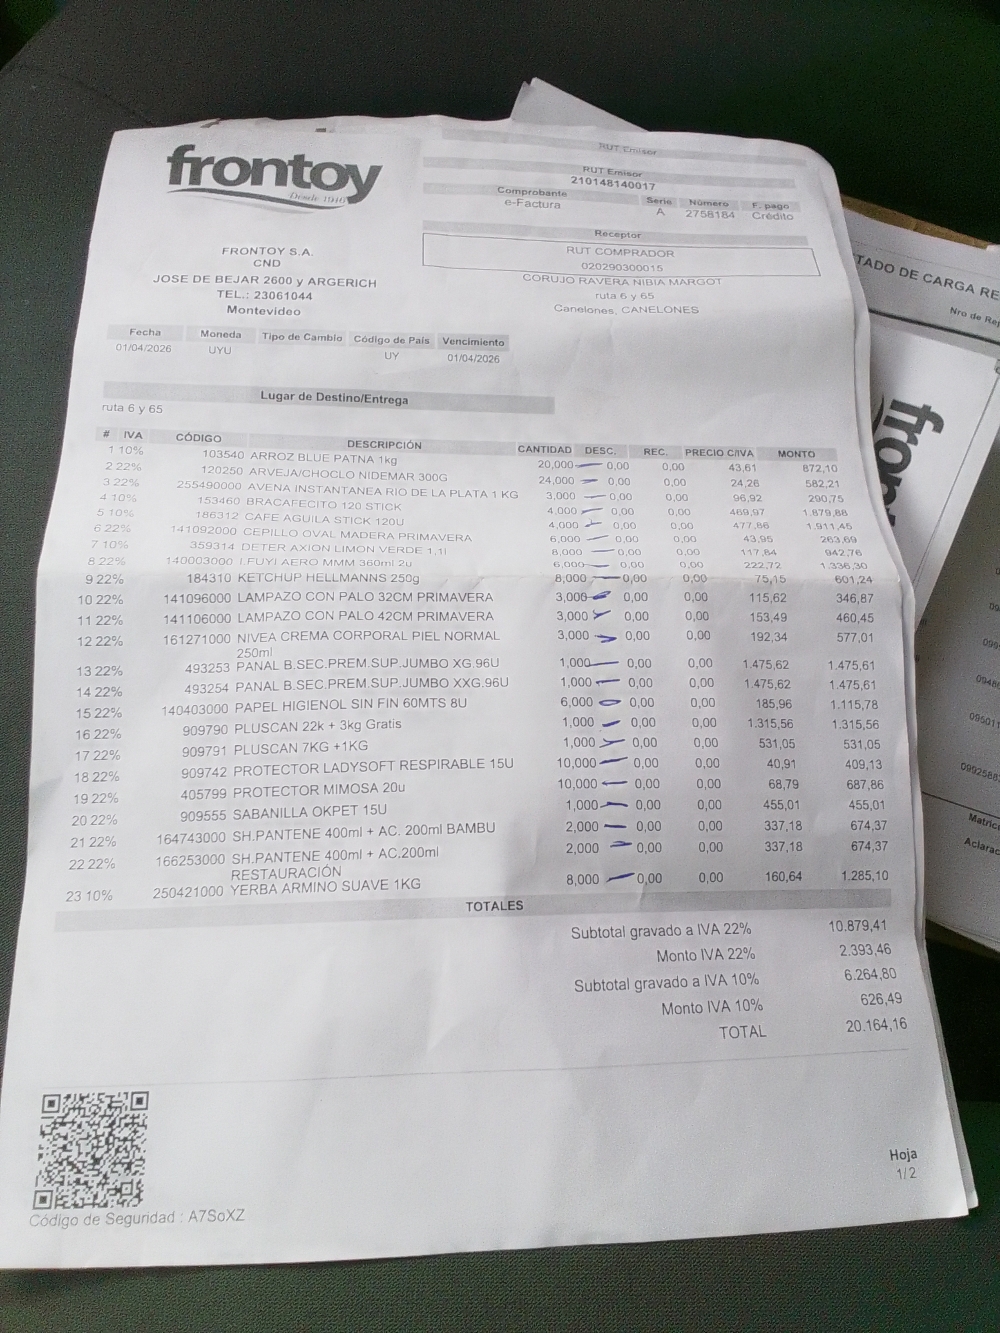 frontoy
Desde 1940
RUT Emisor
RUT Emisor
210148140017
Comprobante Serie Número F. pago
e-Factura A 2758184 Crédito
Receptor
RUT COMPRADOR
020290300015
CORUJO RAVERA NIBIA MARGOT
ruta 6 y 65
Canelones, CANELONES
FRONTOY S.A.
CND
JOSE DE BEJAR 2600 y ARGERICH
TEL.: 23061044
Montevideo
Fecha Moneda Tipo de Cambio Código de País Vencimiento
01/04/2026 UYU UY 01/04/2026
Lugar de Destino/Entrega
ruta 6 y 65
# IVA CÓDIGO DESCRIPCIÓN CANTIDAD DESC. REC. PRECIO C/IVA MONTO
1 10% 103540 ARROZ BLUE PATNA 1kg 20,000 0,00 0,00 43,61 872,10
2 22% 120250 ARVEJA/CHOCLO NIDEMAR 300G 24,000 0,00 0,00 24,26 582,21
3 22% 255490000 AVENA INSTANTANEA RIO DE LA PLATA 1 KG 3,000 0,00 0,00 96,92 290,75
4 10% 153460 BRACAFECITO 120 STICK 4,000 0,00 0,00 469,97 1.879,88
5 10% 186312 CAFE AGUILA STICK 120U 4,000 0,00 0,00 477,86 1.911,45
6 22% 141092000 CEPILLO OVAL MADERA PRIMAVERA 6,000 0,00 0,00 43,95 263,69
7 10% 359314 DETER AXION LIMON VERDE 1,1l 8,000 0,00 0,00 117,84 942,76
8 22% 140003000 I.FUYI AERO MMM 360ml 2u 6,000 0,00 0,00 222,72 1.336,30
9 22% 184310 KETCHUP HELLMANNS 250g 8,000 0,00 0,00 75,15 601,24
10 22% 141096000 LAMPAZO CON PALO 32CM PRIMAVERA 3,000 0,00 0,00 115,62 346,87
11 22% 141106000 LAMPAZO CON PALO 42CM PRIMAVERA 3,000 0,00 0,00 153,49 460,45
12 22% 161271000 NIVEA CREMA CORPORAL PIEL NORMAL 3,000 0,00 0,00 192,34 577,01
250ml
13 22% 493253 PANAL B.SEC.PREM.SUP.JUMBO XG.96U 1,000 0,00 0,00 1.475,62 1.475,61
14 22% 493254 PANAL B.SEC.PREM.SUP.JUMBO XXG.96U 1,000 0,00 0,00 1.475,62 1.475,61
15 22% 140403000 PAPEL HIGIENOL SIN FIN 60MTS 8U 6,000 0,00 0,00 185,96 1.115,78
16 22% 909790 PLUSCAN 22k + 3kg Gratis 1,000 0,00 0,00 1.315,56 1.315,56
17 22% 909791 PLUSCAN 7KG +1KG 1,000 0,00 0,00 531,05 531,05
18 22% 909742 PROTECTOR LADYSOFT RESPIRABLE 15U 10,000 0,00 0,00 40,91 409,13
19 22% 405799 PROTECTOR MIMOSA 20u 10,000 0,00 0,00 68,79 687,86
20 22% 909555 SABANILLA OKPET 15U 1,000 0,00 0,00 455,01 455,01
21 22% 164743000 SH.PANTENE 400ml + AC. 200ml BAMBU 2,000 0,00 0,00 337,18 674,37
22 22% 166253000 SH.PANTENE 400ml + AC.200ml 2,000 0,00 0,00 337,18 674,37
RESTAURACIÓN
23 10% 250421000 YERBA ARMINO SUAVE 1KG 8,000 0,00 0,00 160,64 1.285,10
TOTALES
Subtotal gravado a IVA 22% 10.879,41
Monto IVA 22% 2.393,46
Subtotal gravado a IVA 10% 6.264,80
Monto IVA 10% 626,49
TOTAL 20.164,16
Código de Seguridad : A7SoXZ
Hoja
1/2
TADO DE CARGA RE
Nro de Rep
fron
Matríc
Aclarac